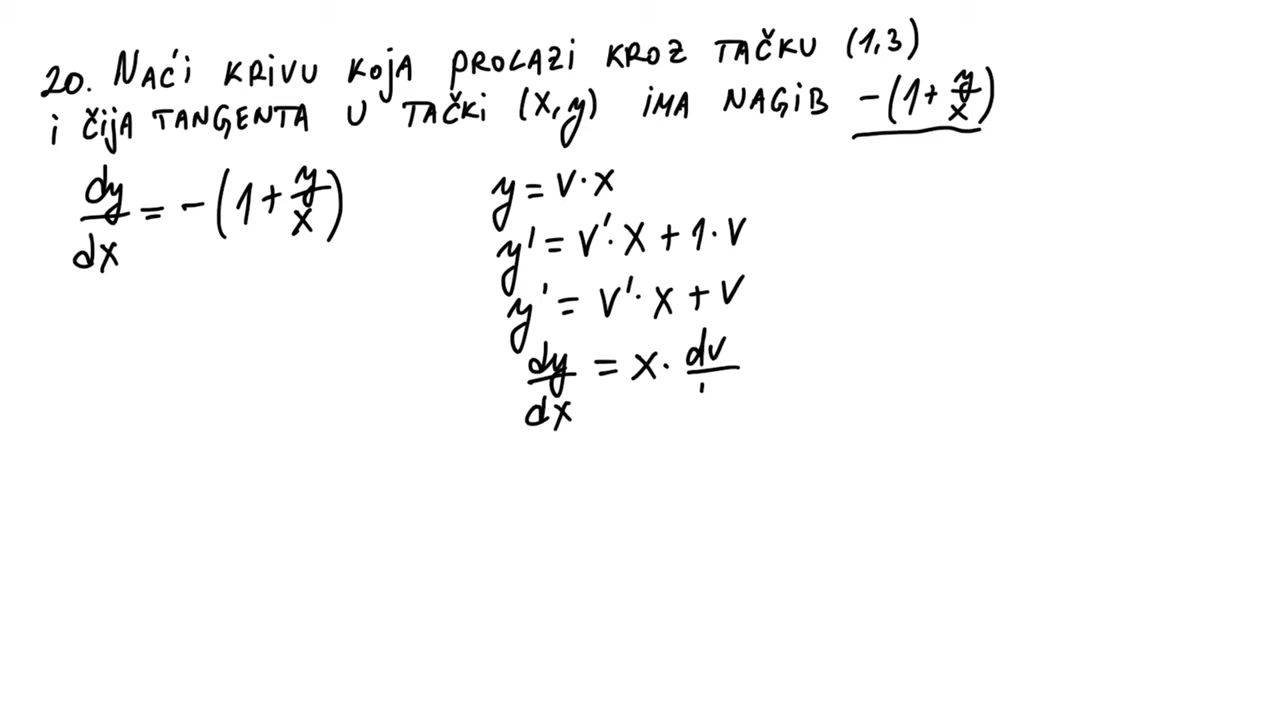 20. NAĆI KRIVU KOJA PROLAZI KROZ TAČKU (1,3)
i čijA TANGENTA U TAČKI (X,y) iMA NAGIB -(1+y/x)
dy/dx = -(1+y/x)
y = v·x
y' = v'·x + 1·v
y' = v'·x + v
dy/dx = x·dv